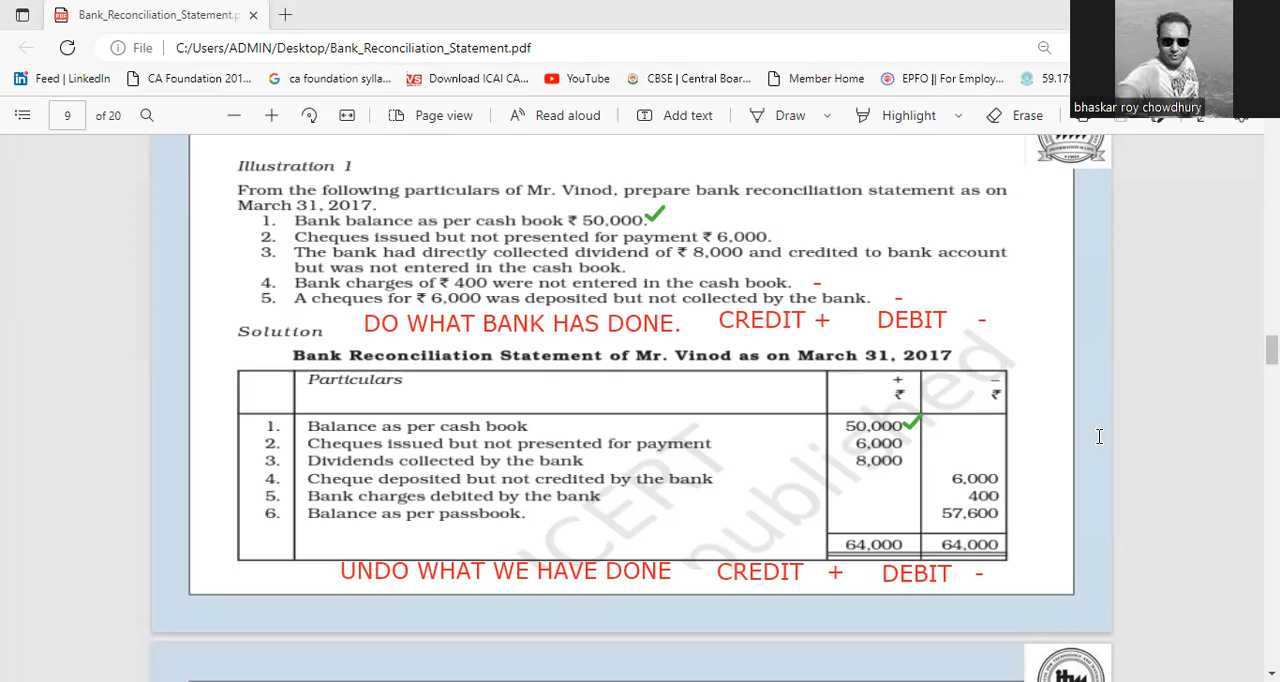 Bank_Reconciliation_Statement.p
File
C:/Users/ADMIN/Desktop/Bank_Reconciliation_Statement.pdf
Feed | LinkedIn
CA Foundation 201...
ca foundation sylla...
Download ICAI CA...
YouTube
CBSE | Central Boar...
Member Home
EPFO || For Employ...
59.179
bhaskar roy chowdhury
9 of 20
Page view
Read aloud
Add text
Draw
Highlight
Erase
Illustration 1
From the following particulars of Mr. Vinod, prepare bank reconciliation statement as on
March 31, 2017.
1. Bank balance as per cash book ₹ 50,000.
2. Cheques issued but not presented for payment ₹ 6,000.
3. The bank had directly collected dividend of ₹ 8,000 and credited to bank account
but was not entered in the cash book.
4. Bank charges of ₹ 400 were not entered in the cash book. -
5. A cheques for ₹ 6,000 was deposited but not collected by the bank. -
Solution DO WHAT BANK HAS DONE. CREDIT + DEBIT -
Bank Reconciliation Statement of Mr. Vinod as on March 31, 2017
Particulars + –
₹ ₹
1. Balance as per cash book 50,000
2. Cheques issued but not presented for payment 6,000
3. Dividends collected by the bank 8,000
4. Cheque deposited but not credited by the bank 6,000
5. Bank charges debited by the bank 400
6. Balance as per passbook. 57,600
64,000 64,000
NCERT
published
UNDO WHAT WE HAVE DONE CREDIT + DEBIT -